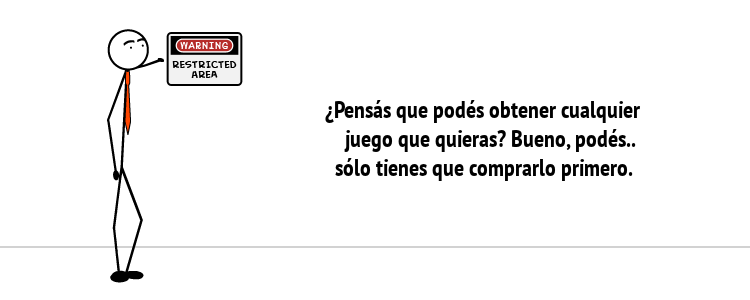 WARNING
RESTRICTED
AREA
¿Pensás que podés obtener cualquier
juego que quieras? Bueno, podés..
sólo tienes que comprarlo primero.